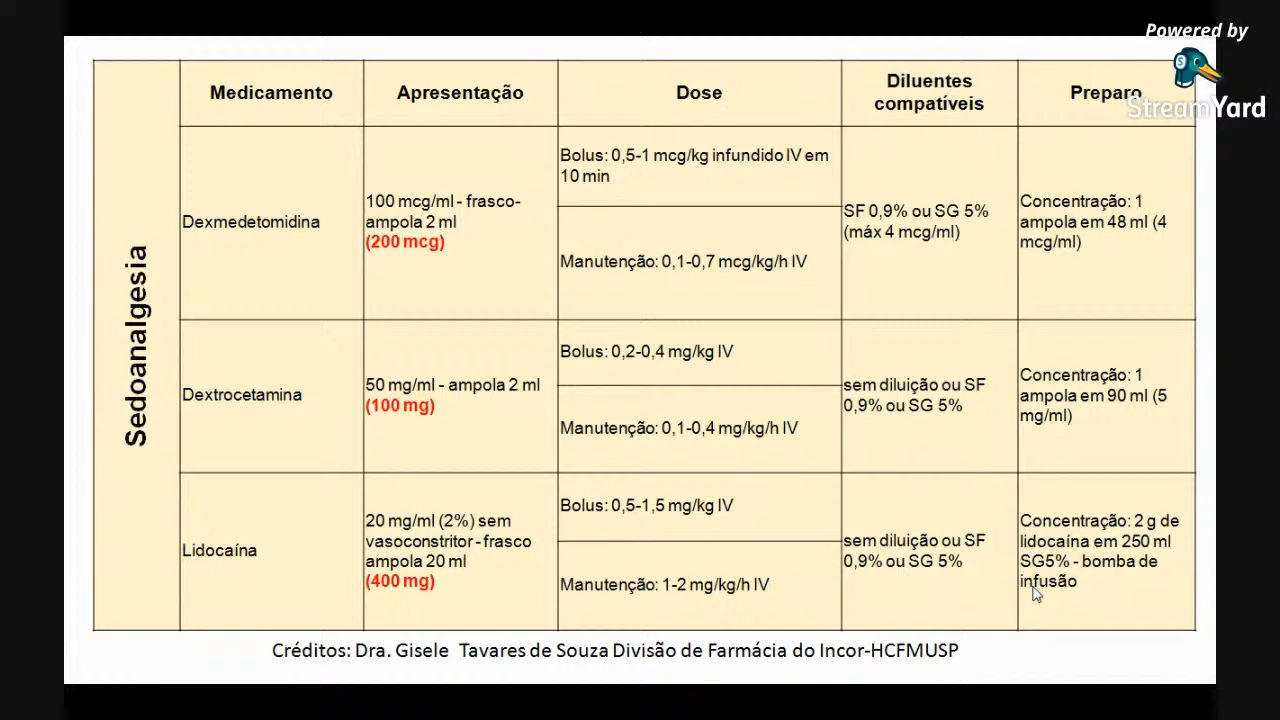 Powered by
StreamYard
Medicamento
Apresentação
Dose
Diluentes
compatíveis
Preparo
Sedoanalgesia
Dexmedetomidina
100 mcg/ml - frasco-
ampola 2 ml
(200 mcg)
Bolus: 0,5-1 mcg/kg infundido IV em
10 min
Manutenção: 0,1-0,7 mcg/kg/h IV
SF 0,9% ou SG 5%
(máx 4 mcg/ml)
Concentração: 1
ampola em 48 ml (4
mcg/ml)
Dextrocetamina
50 mg/ml - ampola 2 ml
(100 mg)
Bolus: 0,2-0,4 mg/kg IV
Manutenção: 0,1-0,4 mg/kg/h IV
sem diluição ou SF
0,9% ou SG 5%
Concentração: 1
ampola em 90 ml (5
mg/ml)
Lidocaína
20 mg/ml (2%) sem
vasoconstritor - frasco
ampola 20 ml
(400 mg)
Bolus: 0,5-1,5 mg/kg IV
Manutenção: 1-2 mg/kg/h IV
sem diluição ou SF
0,9% ou SG 5%
Concentração: 2 g de
lidocaína em 250 ml
SG5% - bomba de
infusão
Créditos: Dra. Gisele Tavares de Souza Divisão de Farmácia do Incor-HCFMUSP